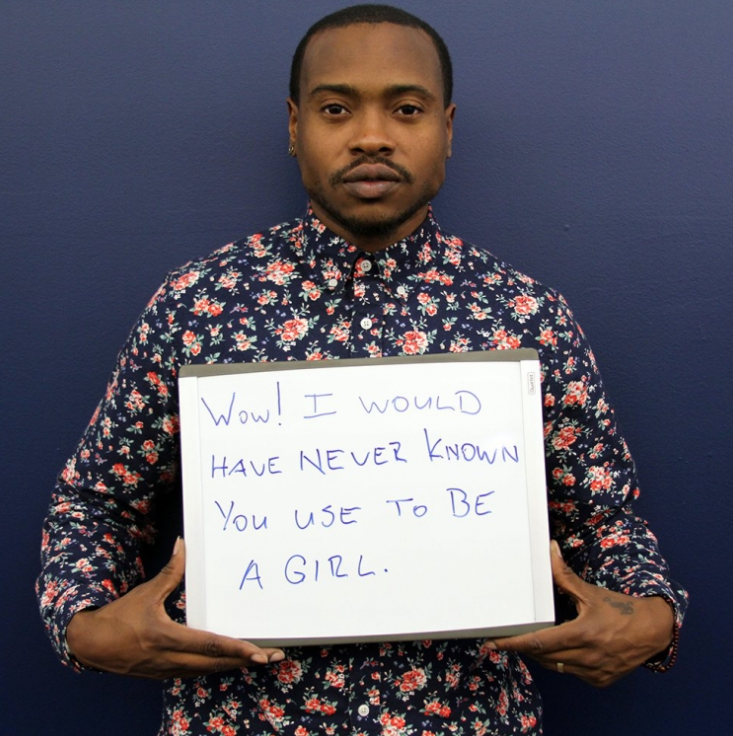 Wow! I WOULD
HAVE NEVER KNOWN
YOU USE TO BE
A GIRL.